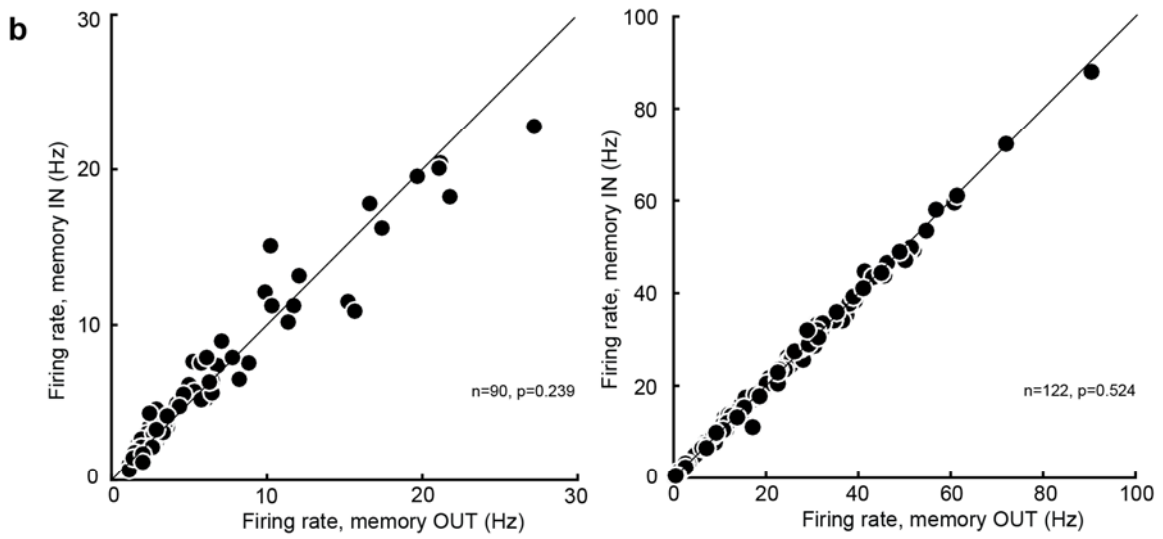 b
30
20
10
0
Firing rate, memory IN (Hz)
n=90, p=0.239
0 10 20 30
Firing rate, memory OUT (Hz)
100
80
60
40
20
0
Firing rate, memory IN (Hz)
n=122, p=0.524
0 20 40 60 80 100
Firing rate, memory OUT (Hz)